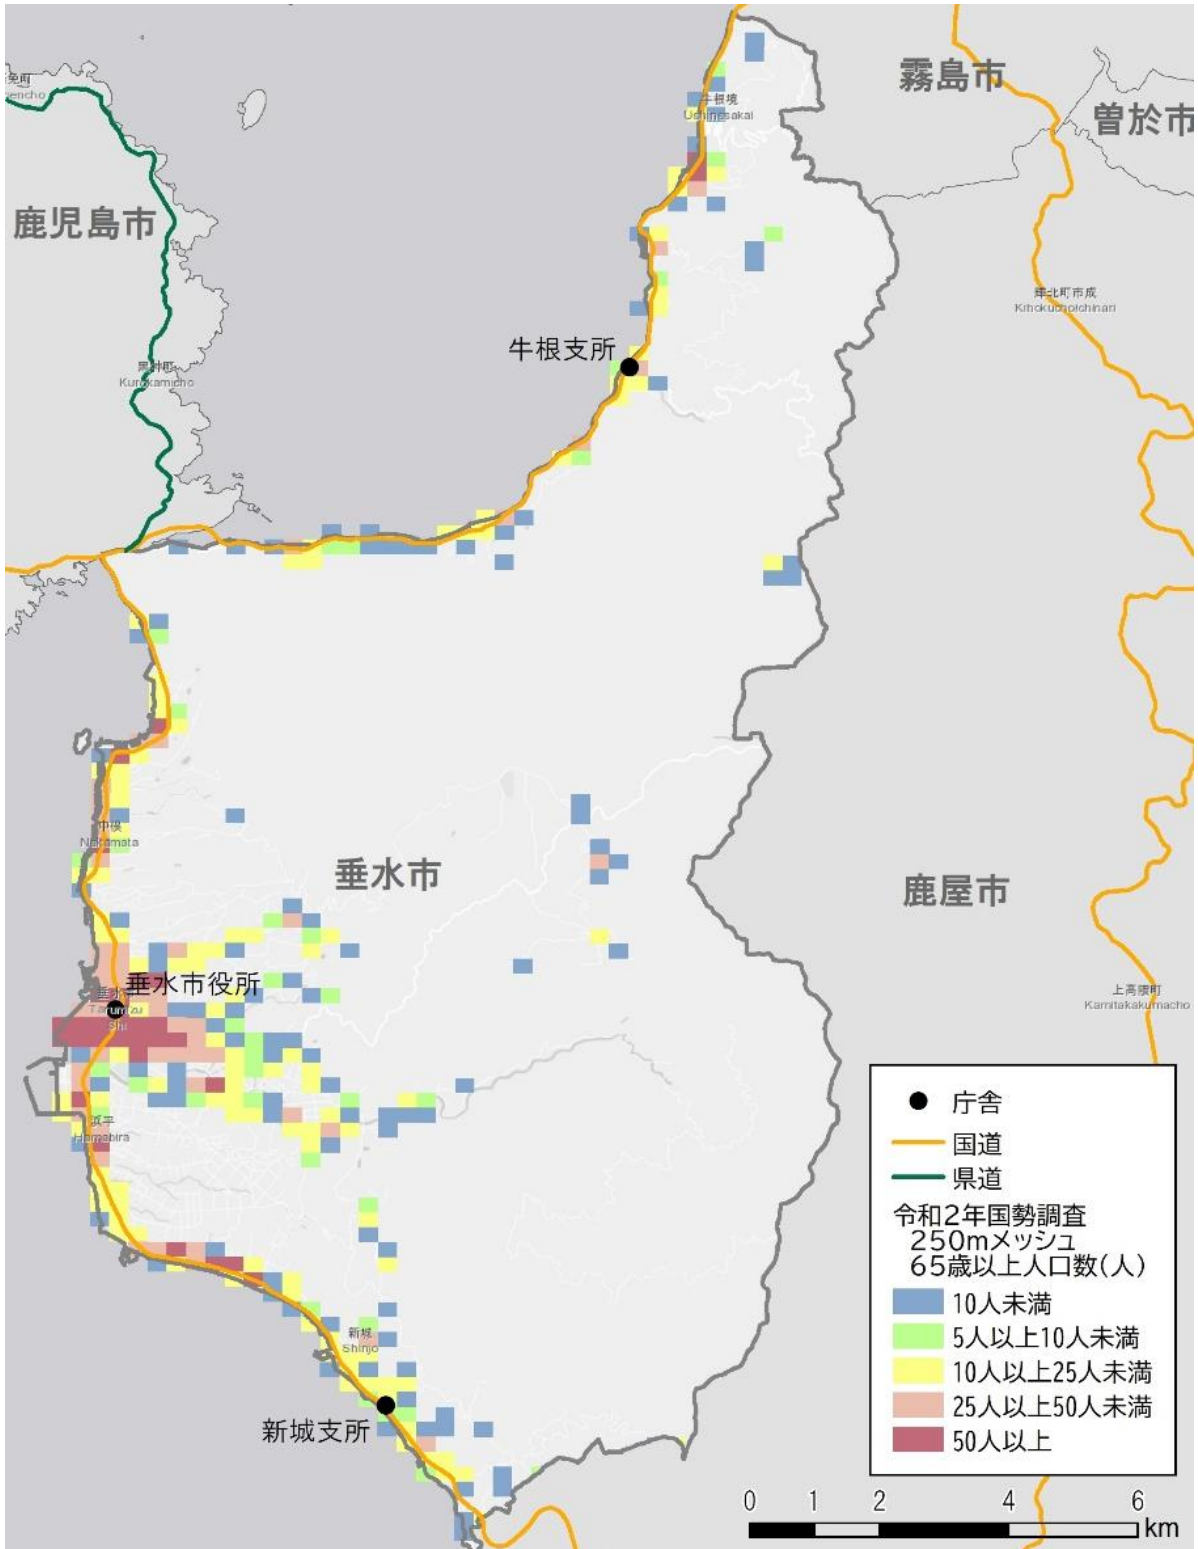 霧島市
曽於市
牛根境
Ushinesakai
鹿児島市
輝北町市成
Kihokuchoichinari
牛根支所
黒神町
Kurokamicho
中俣
Nakamata
垂水市
鹿屋市
垂水市役所
Tarumizu
Shi
上高隈町
Kamitakakumacho
浜平
Hamabira
新城
Shinjo
新城支所
庁舎
国道
県道
令和2年国勢調査
250mメッシュ
65歳以上人口数(人)
10人未満
5人以上10人未満
10人以上25人未満
25人以上50人未満
50人以上
0 1 2 4 6
km